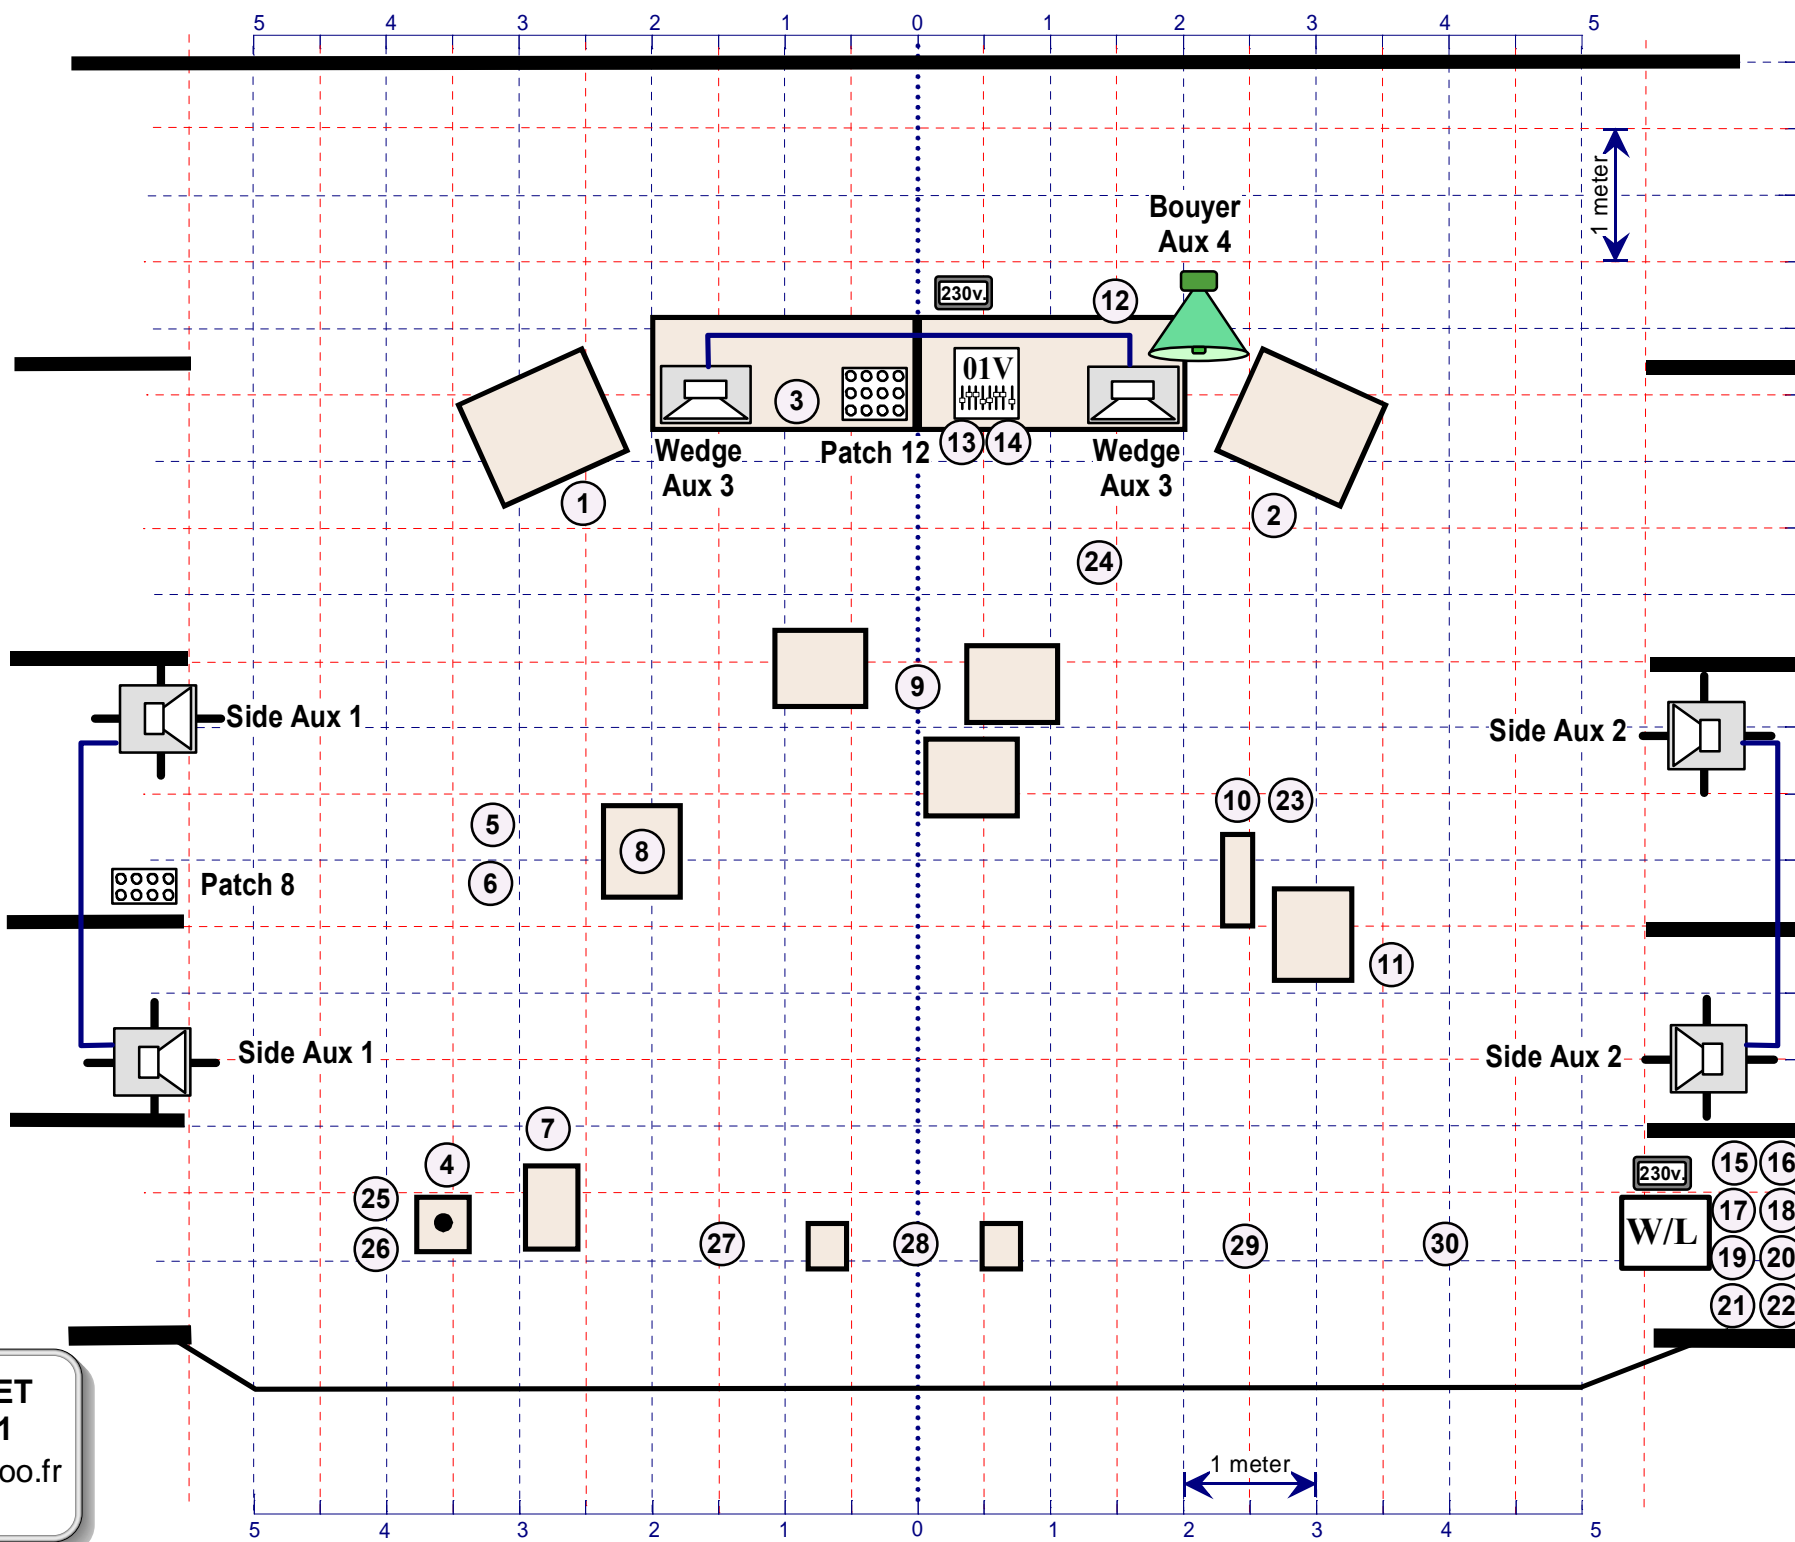 5 4 3 2 1 0 1 2 3 4 5
1 meter
Bouyer
Aux 4
230v.
12
01V
3
13 14
Wedge
Aux 3
Patch 12
Wedge
Aux 3
1
2
24
9
Side Aux 1
Side Aux 2
10 23
5
8
6
Patch 8
11
Side Aux 1
Side Aux 2
7
4
25
26
27
28
29
30
230v.
W/L
15 16
17 18
19 20
21 22
ET
1
oo.fr
1 meter
5 4 3 2 1 0 1 2 3 4 5